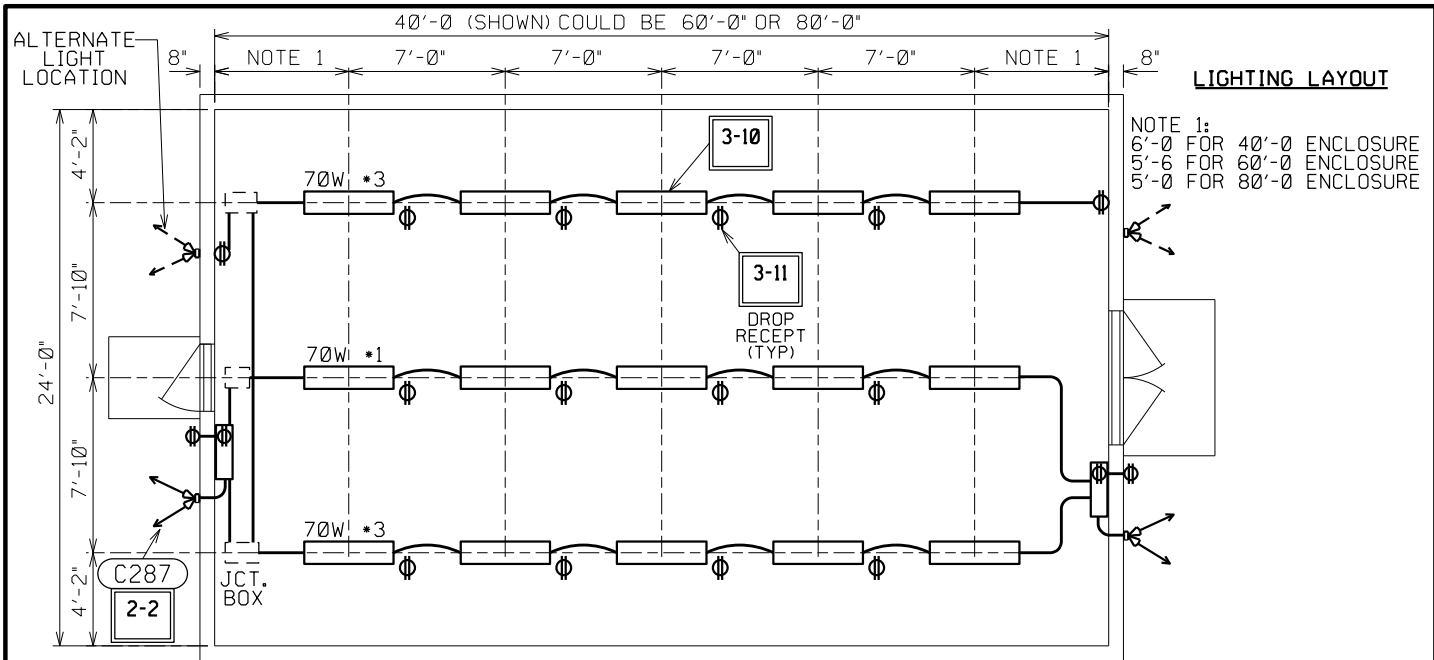 40'-0 (SHOWN) COULD BE 60'-0" OR 80'-0"
ALTERNATE
LIGHT
LOCATION
8"
NOTE 1
7'-0"
7'-0"
7'-0"
7'-0"
NOTE 1
8"
LIGHTING LAYOUT
NOTE 1:
6'-0 FOR 40'-0 ENCLOSURE
5'-6 FOR 60'-0 ENCLOSURE
5'-0 FOR 80'-0 ENCLOSURE
4'-2"
3-10
70W *3
7'-10"
3-11
DROP
RECEPT
(TYP)
24'-0"
70W *1
7'-10"
70W *3
C287
2-2
JCT.
BOX
4'-2"